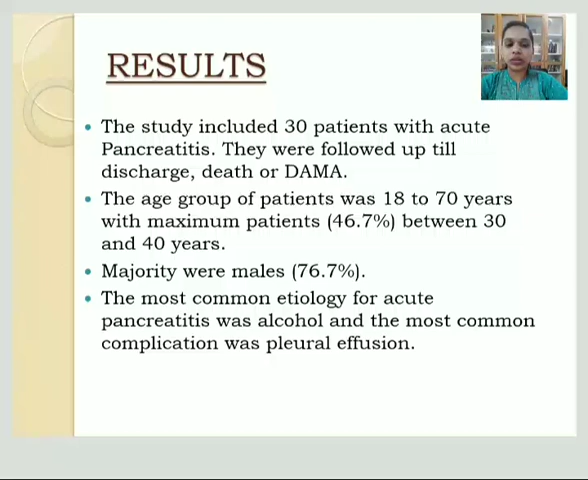 RESULTS
• The study included 30 patients with acute
Pancreatitis. They were followed up till
discharge, death or DAMA.
• The age group of patients was 18 to 70 years
with maximum patients (46.7%) between 30
and 40 years.
• Majority were males (76.7%).
• The most common etiology for acute
pancreatitis was alcohol and the most common
complication was pleural effusion.